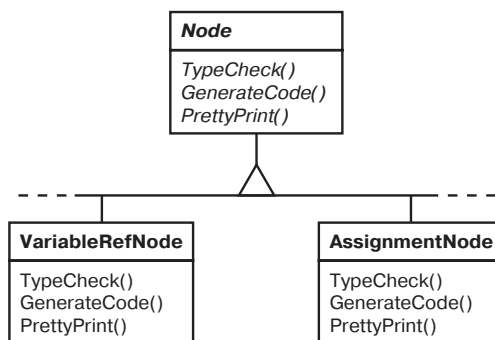 Node
TypeCheck()
GenerateCode()
PrettyPrint()
VariableRefNode
TypeCheck()
GenerateCode()
PrettyPrint()
AssignmentNode
TypeCheck()
GenerateCode()
PrettyPrint()